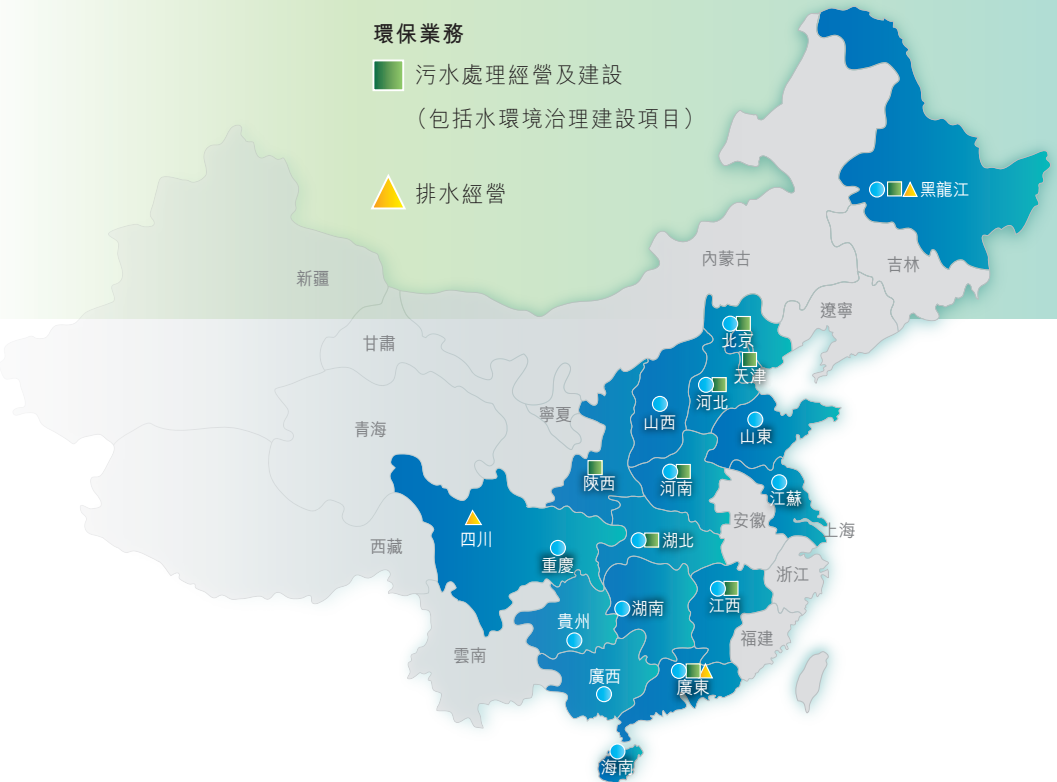 環保業務
污水處理經營及建設
（包括水環境治理建設項目）
排水經營
黑龍江
內蒙古
吉林
新疆
遼寧
北京
甘肅
天津
河北
寧夏
山西
青海
山東
陝西
河南
江蘇
安徽
上海
四川
湖北
西藏
重慶
浙江
江西
湖南
貴州
福建
雲南
廣西
廣東
海南